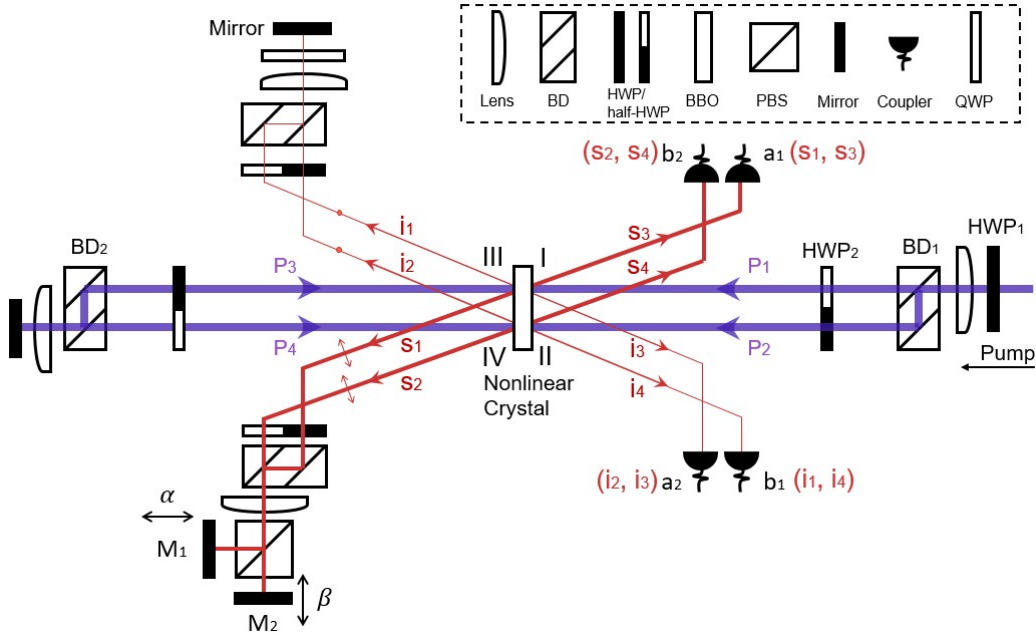 Mirror
Lens
BD
HWP/
half-HWP
BBO
PBS
Mirror
Coupler
QWP
(s₂, s₄) b₂
a₁ (s₁, s₃)
i₁
i₂
s₃
s₄
III
I
BD₂
P₃
P₁
HWP₂
BD₁
HWP₁
P₄
P₂
s₁
s₂
IV
II
i₃
i₄
Pump
Nonlinear
Crystal
(i₂, i₃) a₂
b₁ (i₁, i₄)
α
M₁
β
M₂